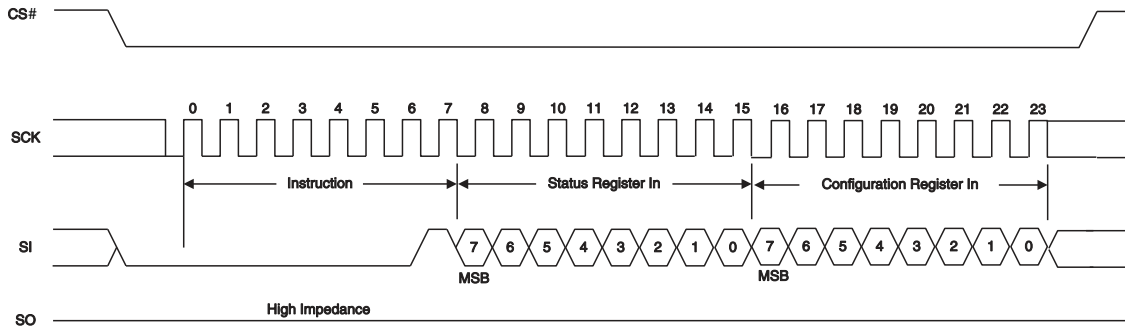 CS#
0 1 2 3 4 5 6 7 8 9 10 11 12 13 14 15 16 17 18 19 20 21 22 23
SCK
Instruction Status Register In Configuration Register In
SI 7 6 5 4 3 2 1 0 7 6 5 4 3 2 1 0
MSB MSB
High Impedance
SO